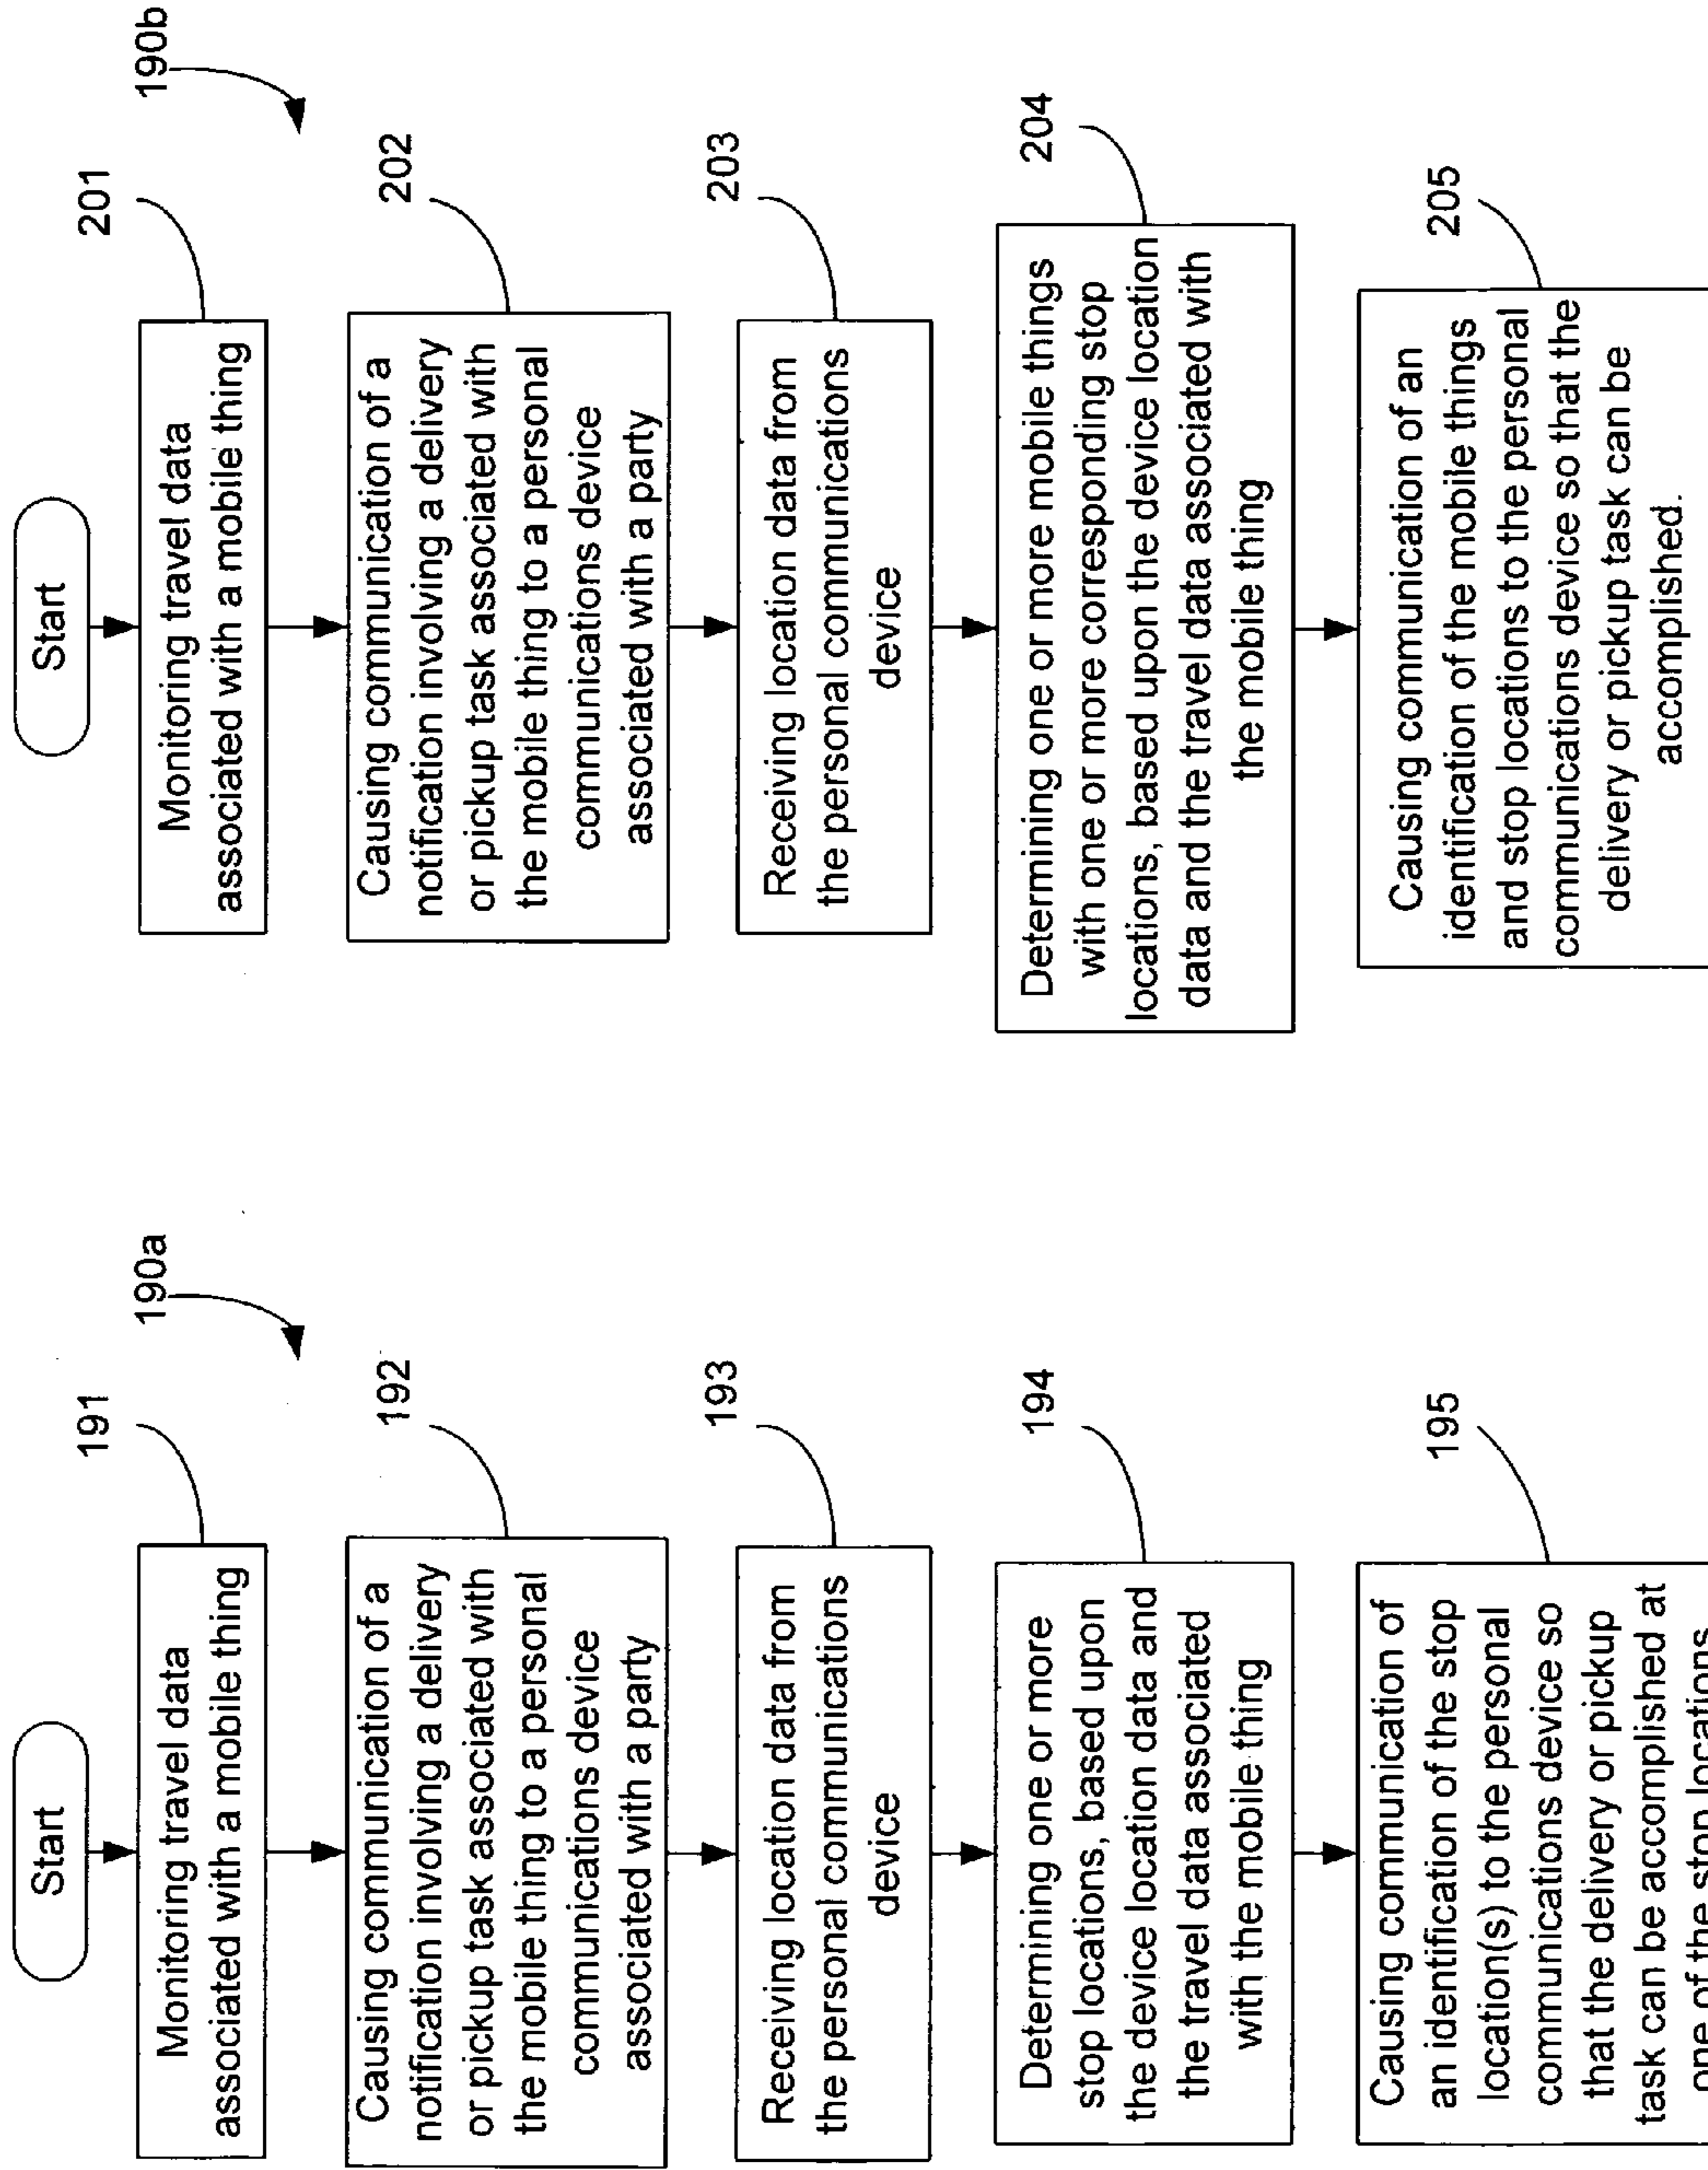 190a
Start
191
Monitoring travel data
associated with a mobile thing
192
Causing communication of a
notification involving a delivery
or pickup task associated with
the mobile thing to a personal
communications device
associated with a party
193
Receiving location data from
the personal communications
device
194
Determining one or more
stop locations, based upon
the device location data and
the travel data associated
with the mobile thing
195
Causing communication of
an identification of the stop
location(s) to the personal
communications device so
that the delivery or pickup
task can be accomplished at
one of the stop locations
190b
Start
201
Monitoring travel data
associated with a mobile thing
202
Causing communication of a
notification involving a delivery
or pickup task associated with
the mobile thing to a personal
communications device
associated with a party
203
Receiving location data from
the personal communications
device
204
Determining one or more mobile things
with one or more corresponding stop
locations, based upon the device location
data and the travel data associated with
the mobile thing
205
Causing communication of an
identification of the mobile things
and stop locations to the personal
communications device so that the
delivery or pickup task can be
accomplished.